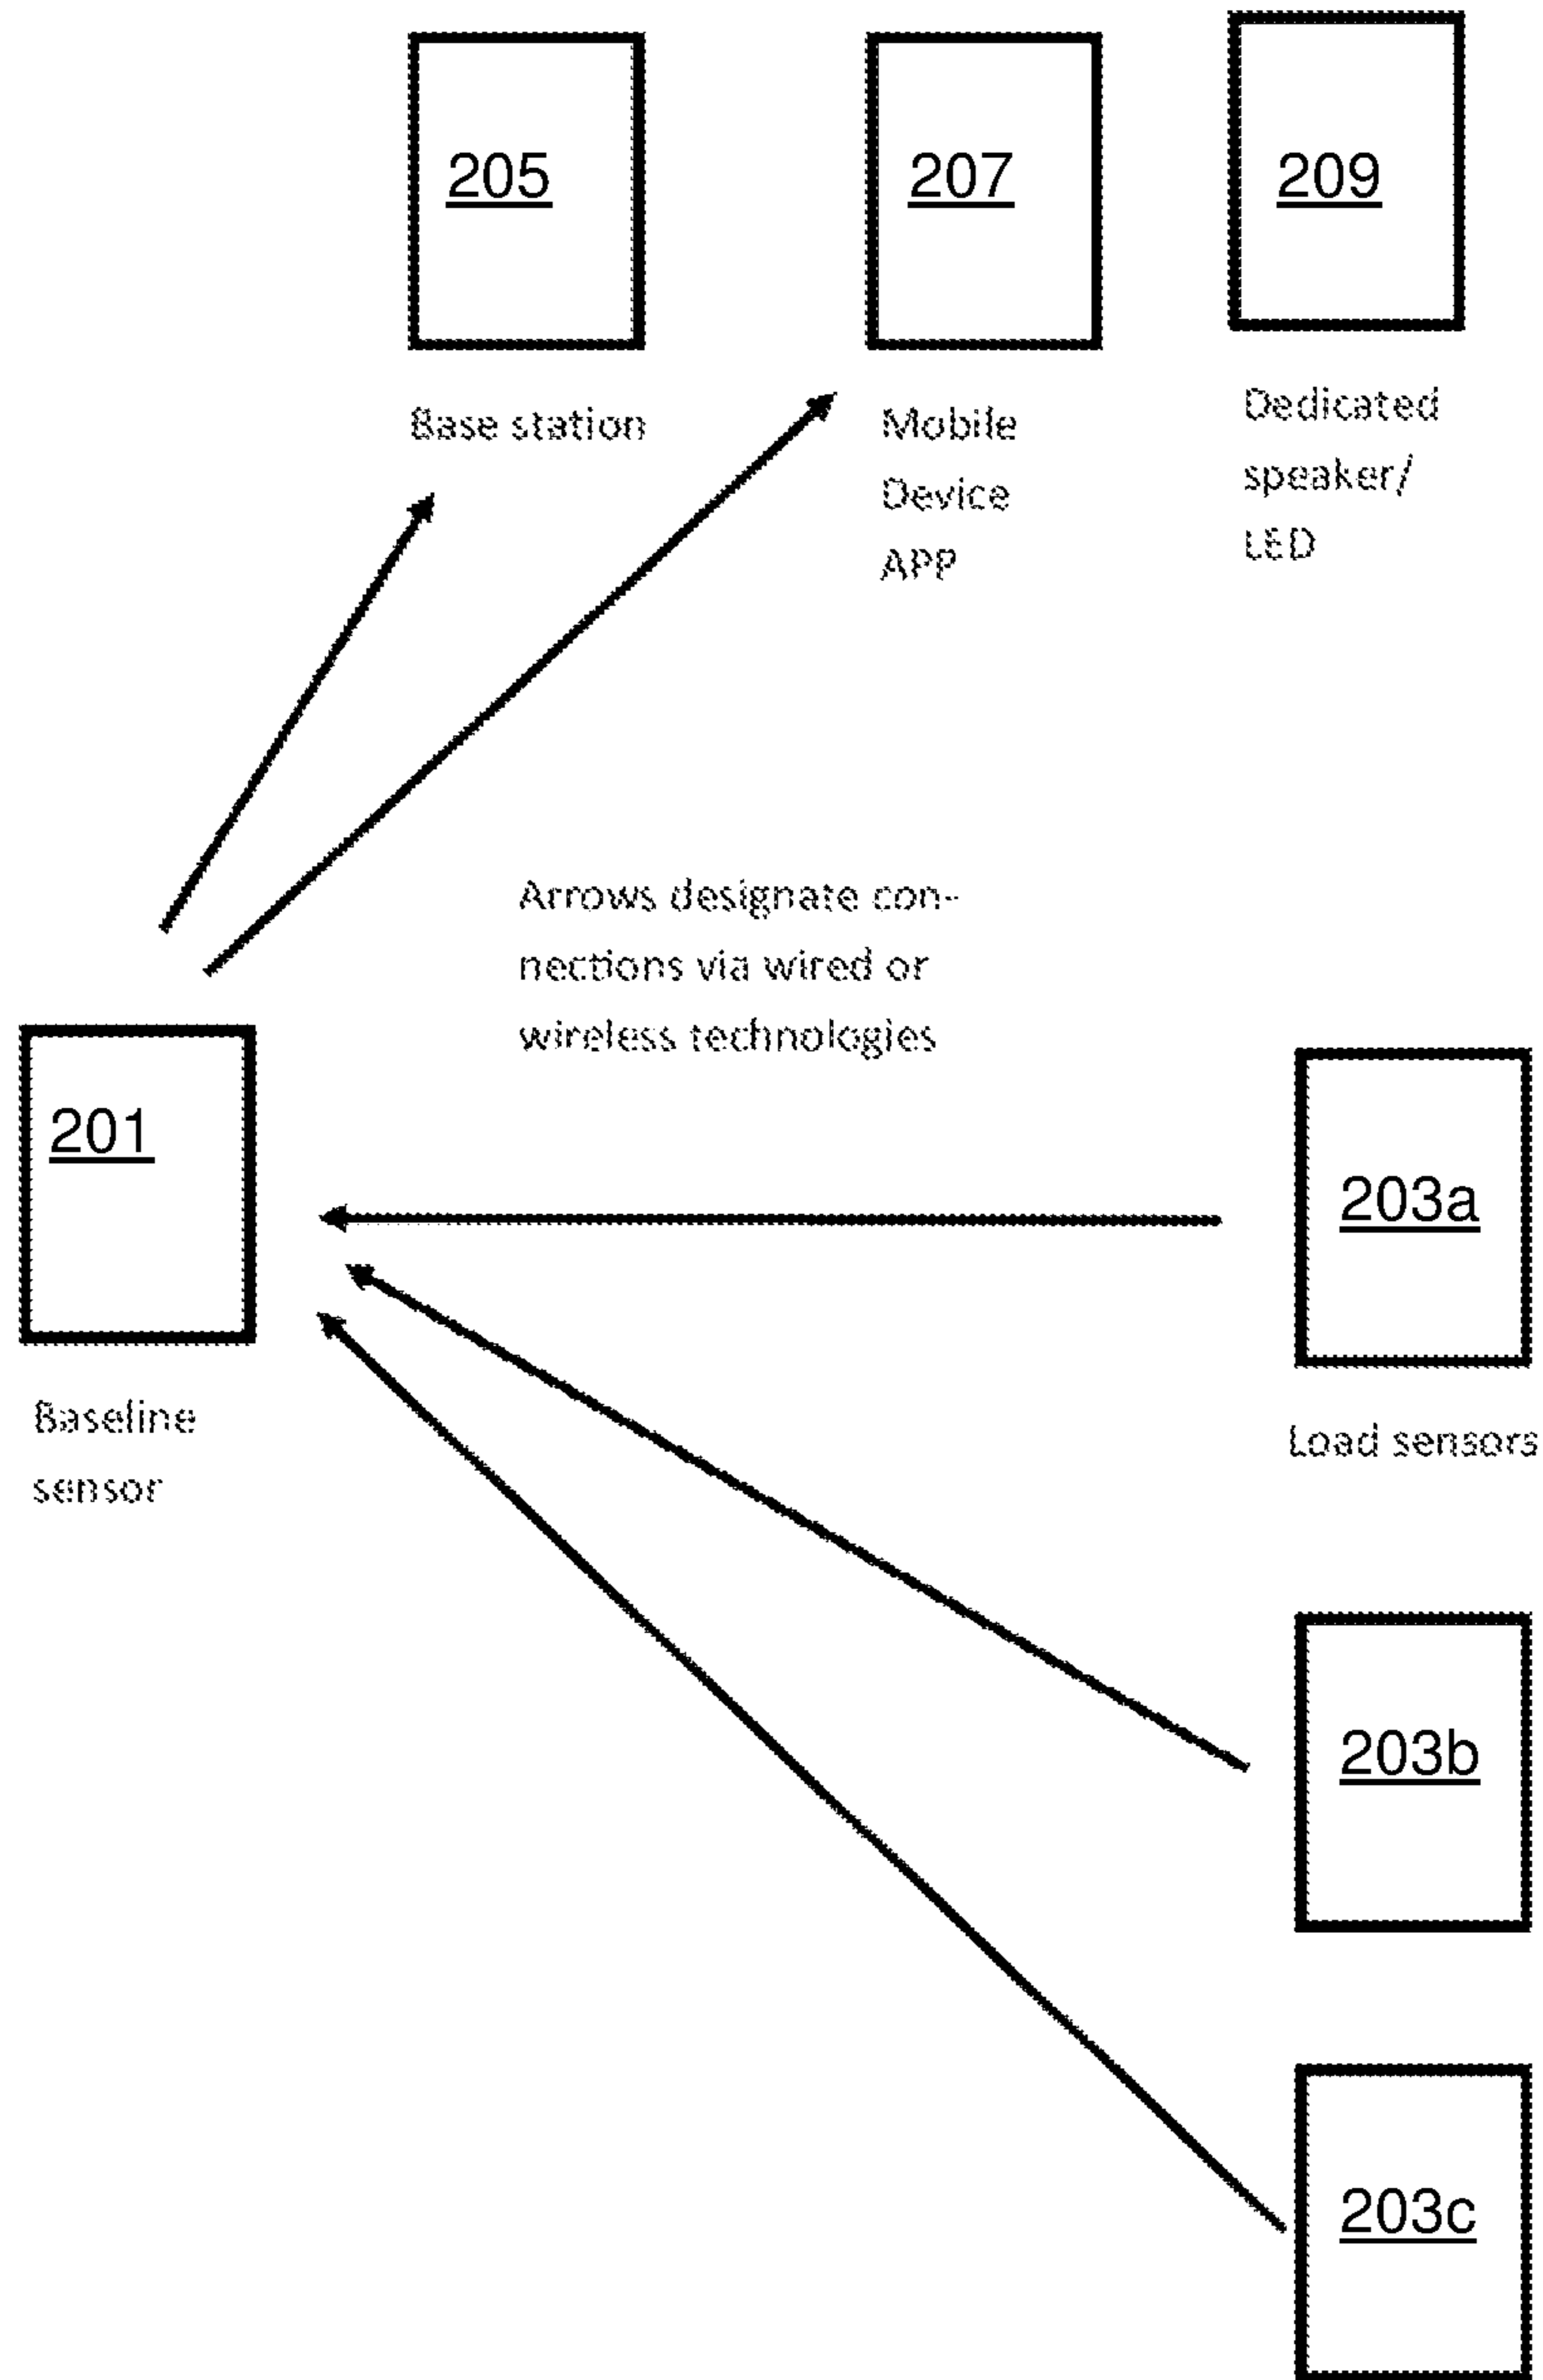 205
207
209
Base station
Mobile
Device
APP
Dedicated
speaker/
LED
Arrows designate con-
nections via wired or
wireless technologies
201
Baseline
sensor
203a
Load sensors
203b
203c